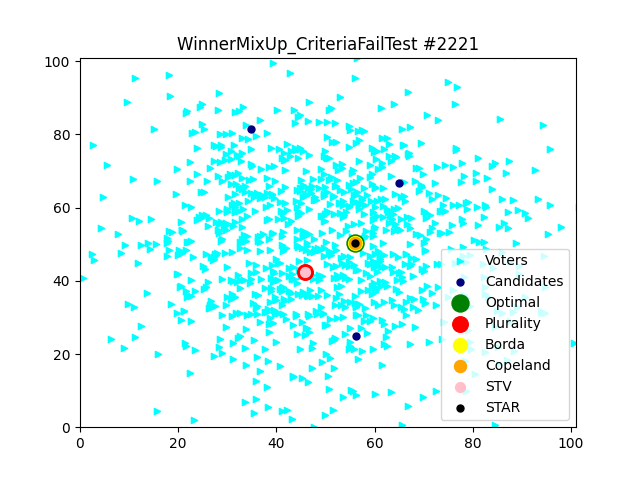 WinnerMixUp_CriteriaFailTest #2221
100
80
60
40
20
0
0
20
40
60
80
100
Voters
Candidates
Optimal
Plurality
Borda
Copeland
STV
STAR